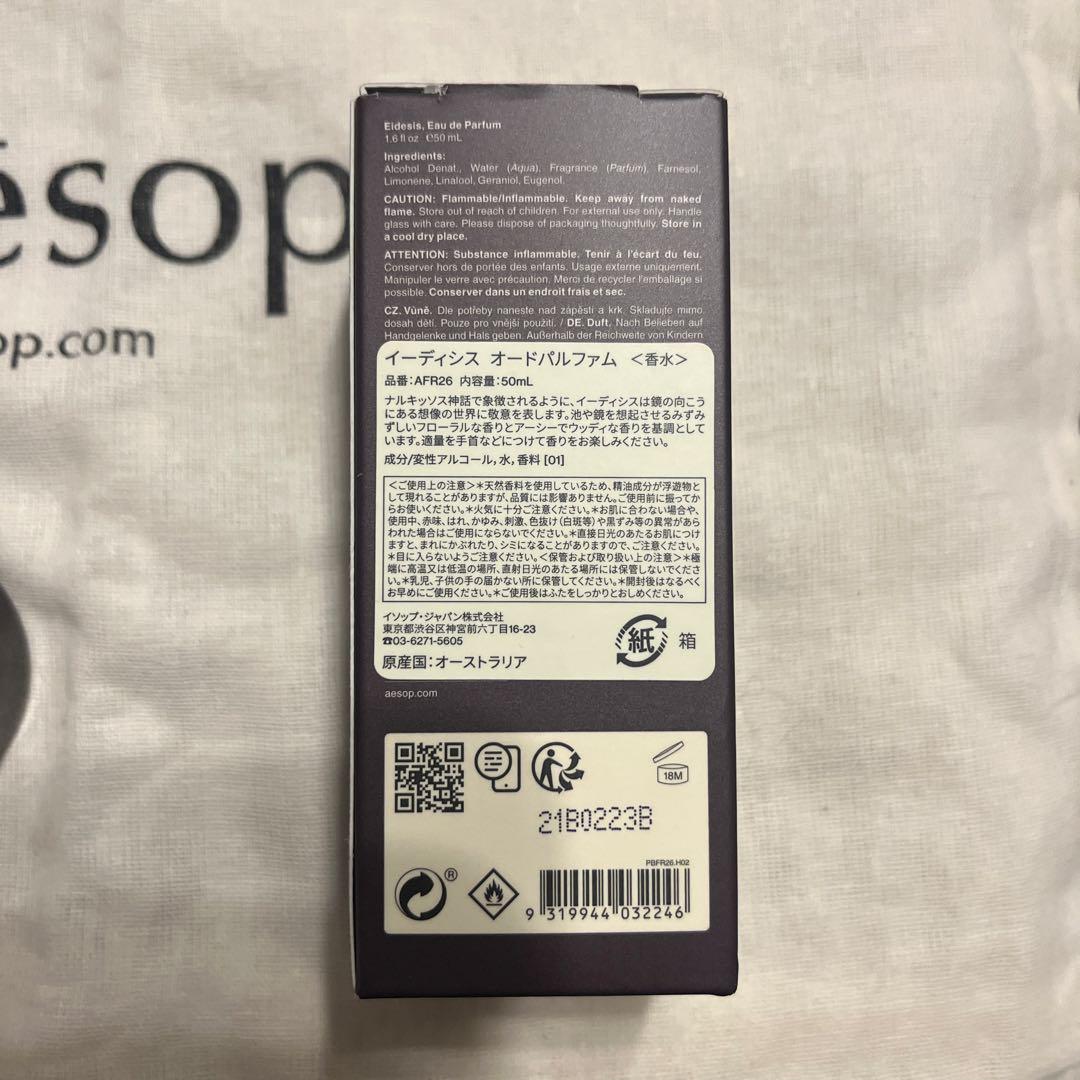 ésop
op.com
Eidesis, Eau de Parfum
1.6 fl oz ℮50 mL
Ingredients:
Alcohol Denat., Water (Aqua), Fragrance (Parfum), Farnesol,
Limonene, Linalool, Geraniol, Eugenol.
CAUTION: Flammable/Inflammable. Keep away from naked
flame. Store out of reach of children. For external use only. Handle
glass with care. Please dispose of packaging thoughtfully. Store in
a cool dry place.
ATTENTION: Substance inflammable. Tenir à l'écart du feu.
Conserver hors de portée des enfants. Usage externe uniquement.
Manipuler le verre avec précaution. Merci de recycler l'emballage si
possible. Conserver dans un endroit frais et sec.
CZ. Vůně. Dle potřeby naneste nad zápěstí a krk. Skladujte mimo
dosah dětí. Pouze pro vnější použití. / DE. Duft. Nach Belieben auf
Handgelenke und Hals geben. Außerhalb der Reichweite von Kindern
イーディシス オードパルファム <香水>
品番:AFR26 内容量:50mL
ナルキッソス神話で象徴されるように、イーディシスは鏡の向こう
にある想像の世界に敬意を表します。池や鏡を想起させるみずみ
ずしいフローラルな香りとアーシーでウッディな香りを基調として
います。適量を手首などにつけて香りをお楽しみください。
成分/変性アルコール,水,香料 [01]
<ご使用上の注意>*天然香料を使用しているため、精油成分が浮遊物と
して現れることがありますが、品質には影響ありません。ご使用前に振ってか
らお使いください。*火気に十分ご注意ください。*お肌に合わない場合や、
使用中、赤味、はれ、かゆみ、刺激、色抜け(白斑等)や黒ずみ等の異常があら
われた場合はご使用にならないでください。*直接日光のあたるお肌につけ
ますと、まれにかぶれたり、シミになることがありますので、ご注意ください。
*目に入らないようご注意ください。<保管および取り扱い上の注意>*極
端に高温又は低温の場所、直射日光のあたる場所には保管しないでくださ
い。*乳児、子供の手の届かない所に保管してください。*開封後はなるべく
お早めにご使用ください。*ご使用後はふたをしっかりとおしめください。
イソップ・ジャパン株式会社
東京都渋谷区神宮前六丁目16-23
☎03-6271-5605
紙 箱
原産国:オーストラリア
aesop.com
18M
21B0223B
PBFR26.H02
®
9 319944 032246